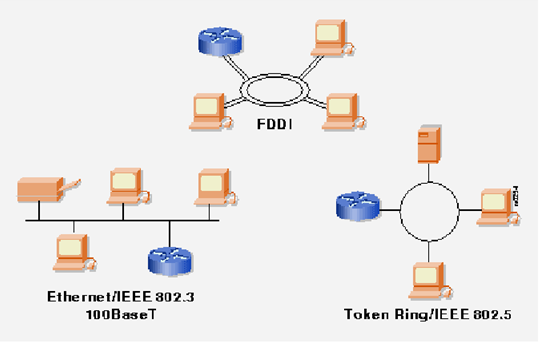 FDDI
Ethernet/IEEE 802.3
100BaseT
Token Ring/IEEE 802.5